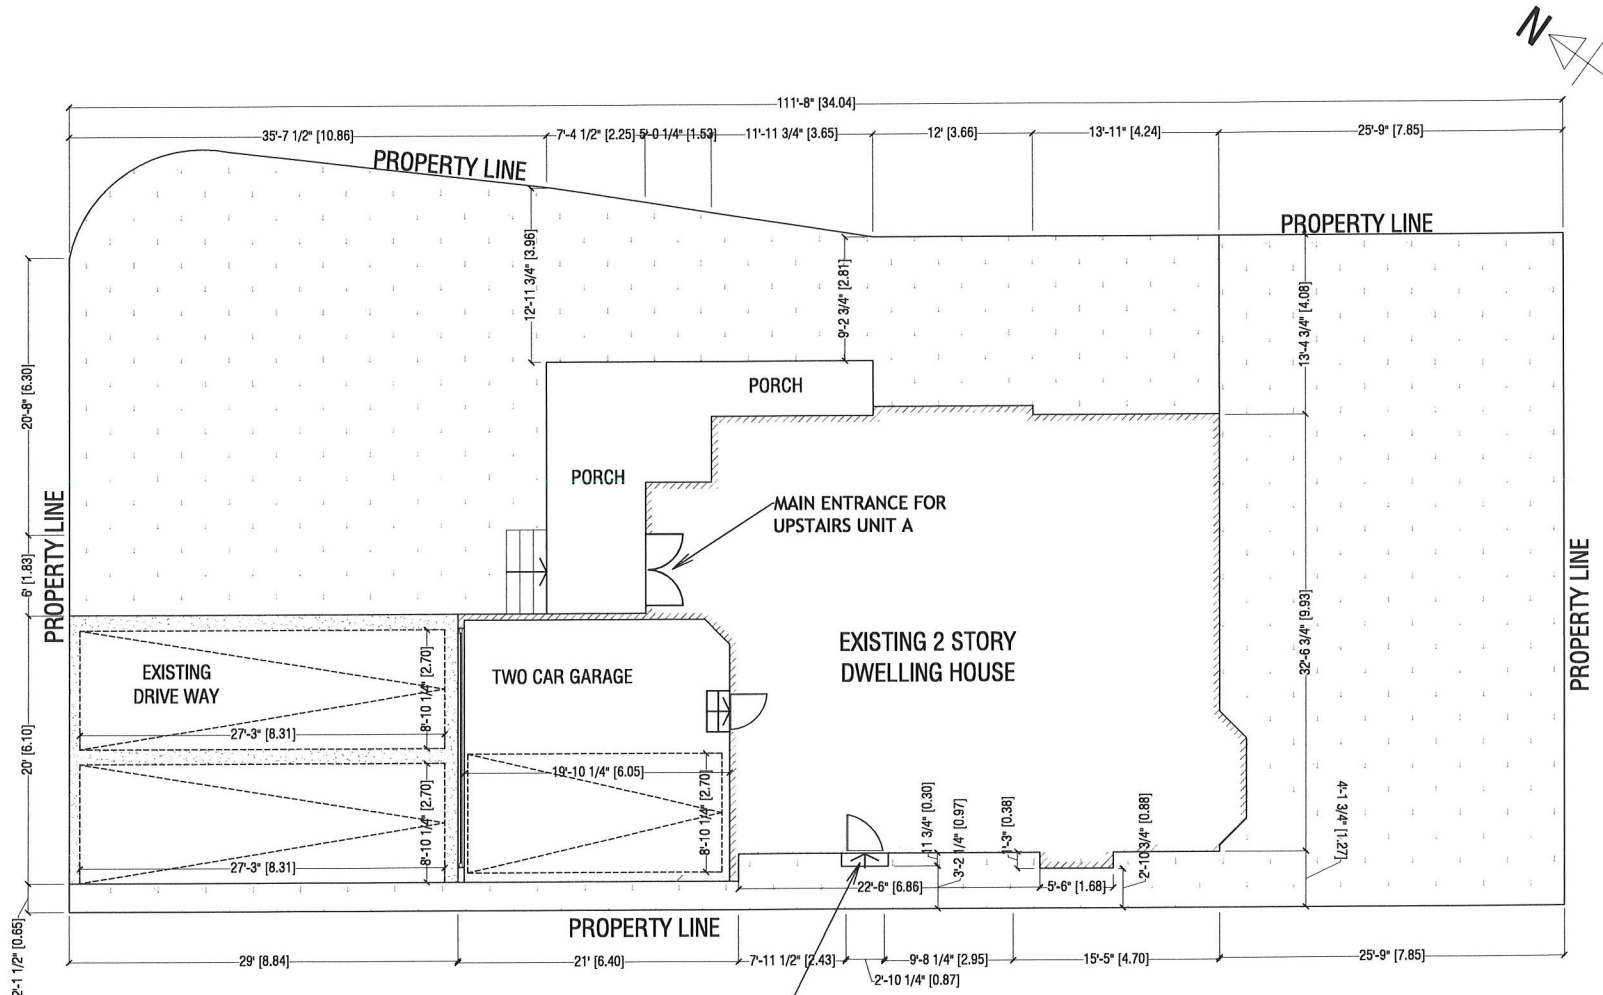 N
111'-8" [34.04]
35'-7 1/2" [10.86]
7'-4 1/2" [2.25]
5'-0 1/4" [1.53]
11'-11 3/4" [3.65]
12' [3.66]
13'-11" [4.24]
25'-9" [7.85]
PROPERTY LINE
PROPERTY LINE
12'-11 3/4" [3.96]
9'-2 3/4" [2.81]
13'-4 3/4" [4.08]
20'-8" [6.30]
PORCH
PORCH
MAIN ENTRANCE FOR
UPSTAIRS UNIT A
6' [1.83]
PROPERTY LINE
PROPERTY LINE
EXISTING 2 STORY
DWELLING HOUSE
32'-6 3/4" [9.93]
EXISTING
DRIVE WAY
8'-10 1/4" [2.70]
TWO CAR GARAGE
27'-3" [8.31]
20' [6.10]
19'-10 1/4" [6.05]
8'-10 1/4" [2.70]
8'-10 1/4" [2.70]
27'-3" [8.31]
11 3/4" [0.30]
3'-2 1/4" [0.97]
1'-3" [0.38]
2'-10 3/4" [0.88]
4'-1 3/4" [1.27]
22'-6" [6.86]
5'-6" [1.68]
PROPERTY LINE
2'-1 1/2" [0.65]
29' [8.84]
21' [6.40]
7'-11 1/2" [2.43]
2'-10 1/4" [0.87]
9'-8 1/4" [2.95]
15'-5" [4.70]
25'-9" [7.85]